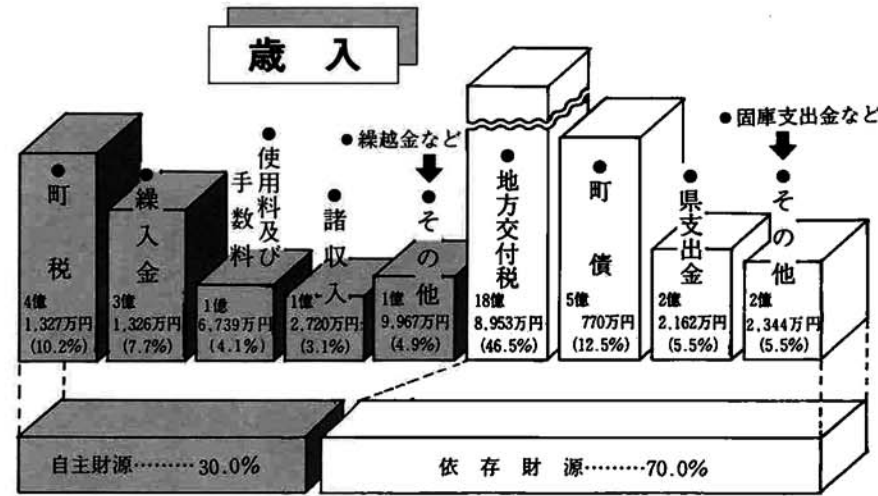 歳入
●町税
4億
1,327万円
(10.2%)
●繰入金
3億
1,326万円
(7.7%)
●使用料及び
手数料
1億
6,739万円
(4.1%)
●諸収入
1億
2,720万円
(3.1%)
●繰越金など
●その他
1億
9,967万円
(4.9%)
●地方交付税
18億
8,953万円
(46.5%)
●町債
5億
770万円
(12.5%)
●県支出金
2億
2,162万円
(5.5%)
●固庫支出金など
●その他
2億
2,344万円
(5.5%)
自主財源………30.0%
依存財源………70.0%